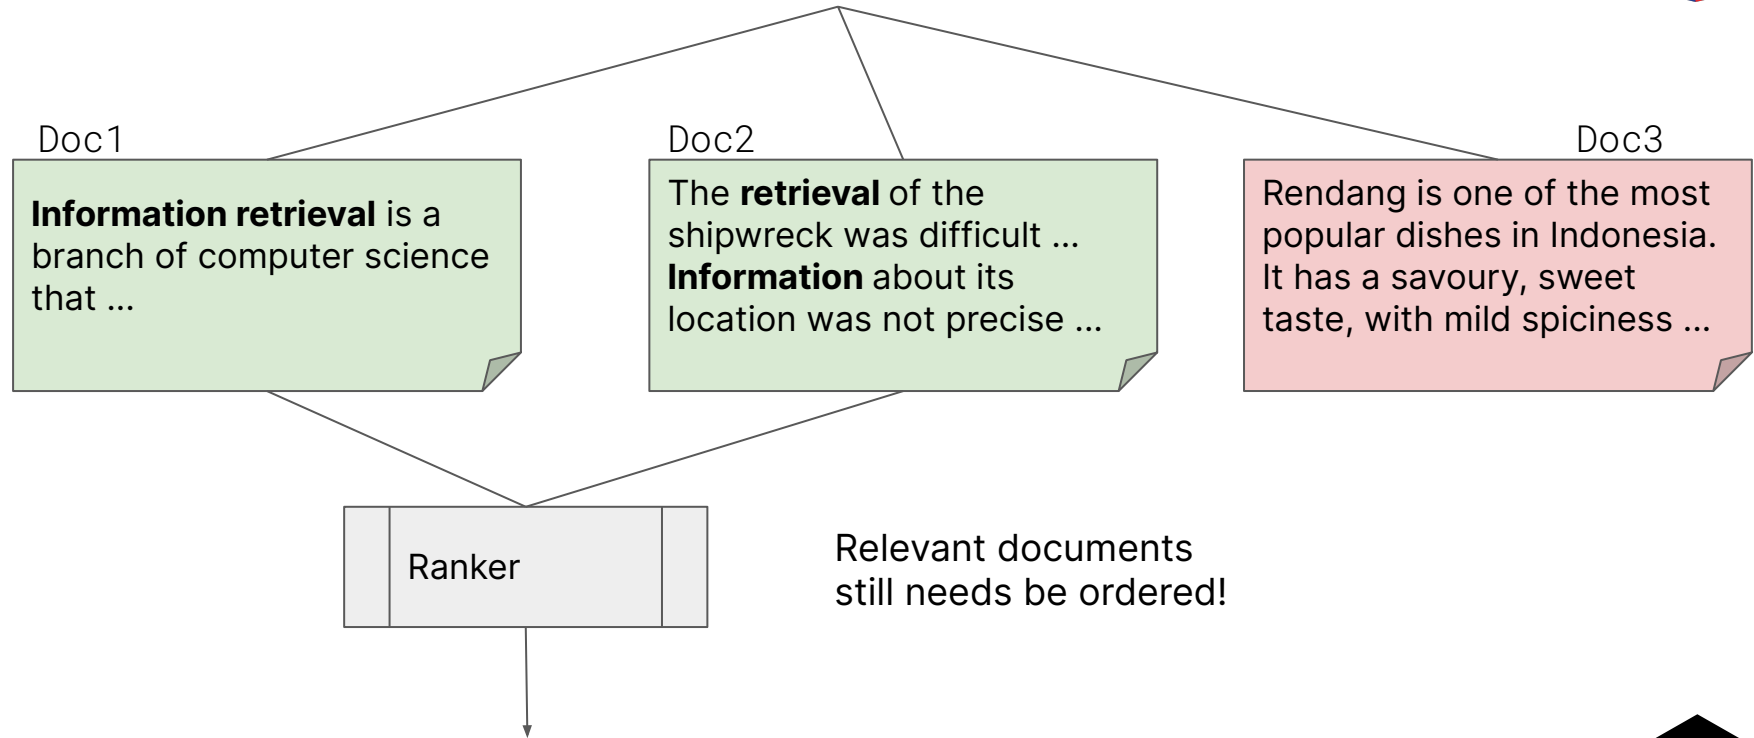 Doc1
Information retrieval is a
branch of computer science
that ...
Doc2
The retrieval of the
shipwreck was difficult ...
Information about its
location was not precise ...
Doc3
Rendang is one of the most
popular dishes in Indonesia.
It has a savoury, sweet
taste, with mild spiciness ...
Ranker
Relevant documents
still needs be ordered!